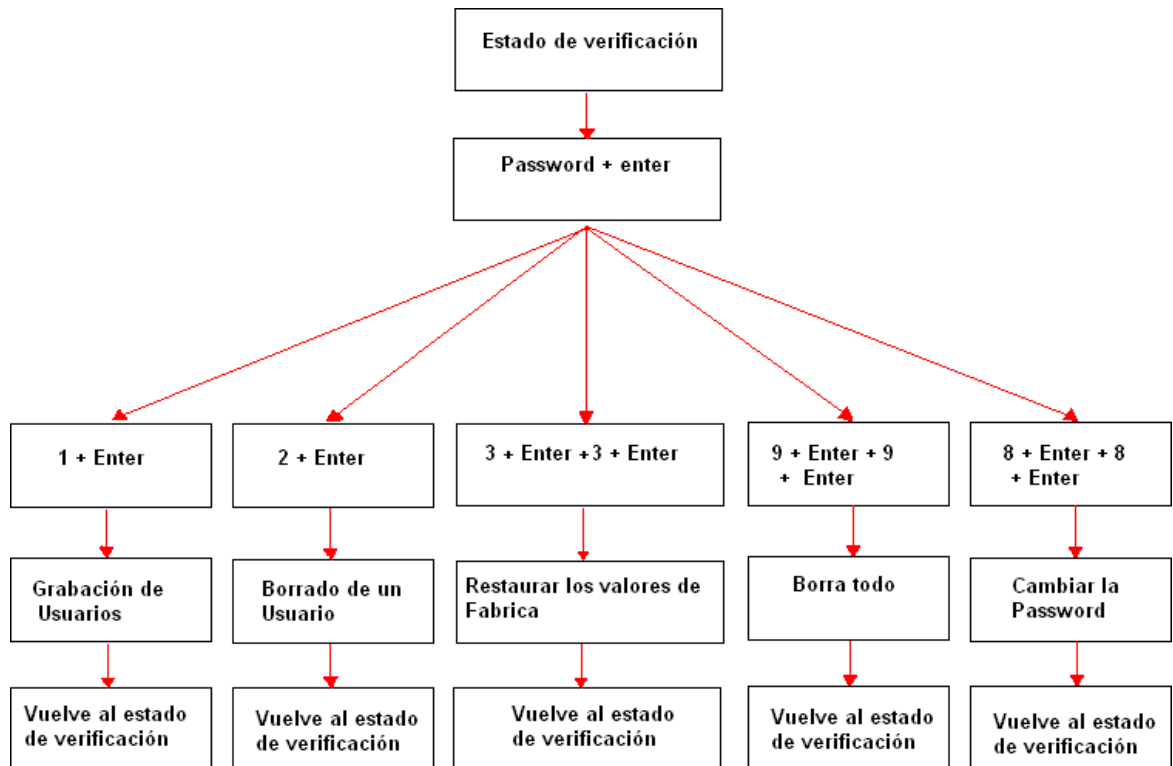 Estado de verificación
Password + enter
1 + Enter
2 + Enter
3 + Enter +3 + Enter
9 + Enter + 9
+ Enter
8 + Enter + 8
+ Enter
Grabación de
Usuarios
Borrado de un
Usuario
Restaurar los valores de
Fabrica
Borra todo
Cambiar la
Password
Vuelve al estado
de verificación
Vuelve al estado
de verificación
Vuelve al estado
de verificación
Vuelve al estado
de verificación
Vuelve al estado
de verificación